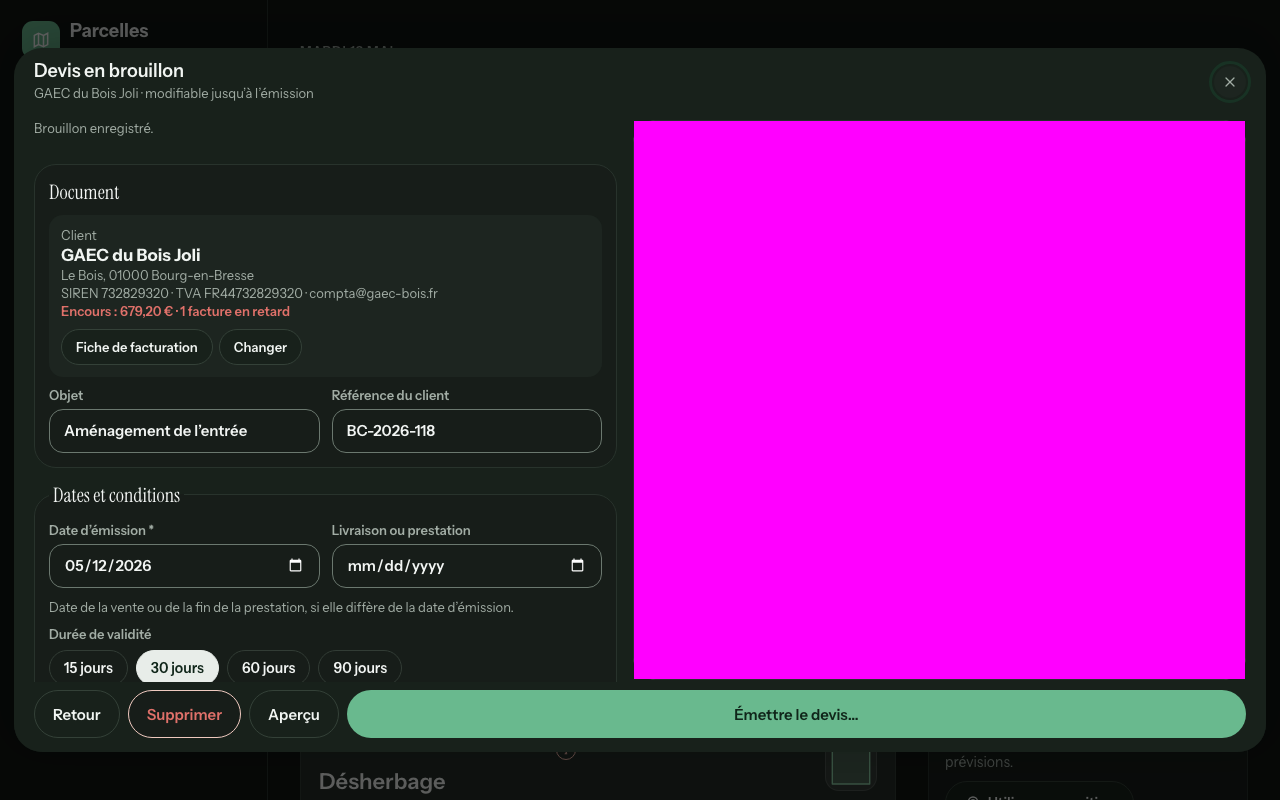 Parcelles
MARDI 12 MAI
Devis en brouillon
GAEC du Bois Joli · modifiable jusqu’à l’émission
Brouillon enregistré.
Document
Client
GAEC du Bois Joli
Le Bois, 01000 Bourg-en-Bresse
SIREN 732829320 · TVA FR44732829320 · compta@gaec-bois.fr
Encours : 679,20 € · 1 facture en retard
Fiche de facturation
Changer
Objet
Référence du client
Aménagement de l’entrée
BC-2026-118
Dates et conditions
Date d’émission *
Livraison ou prestation
05/12/2026
mm/dd/yyyy
Date de la vente ou de la fin de la prestation, si elle diffère de la date d’émission.
Durée de validité
15 jours
30 jours
60 jours
90 jours
Retour
Supprimer
Aperçu
Émettre le devis…
Désherbage
prévisions.